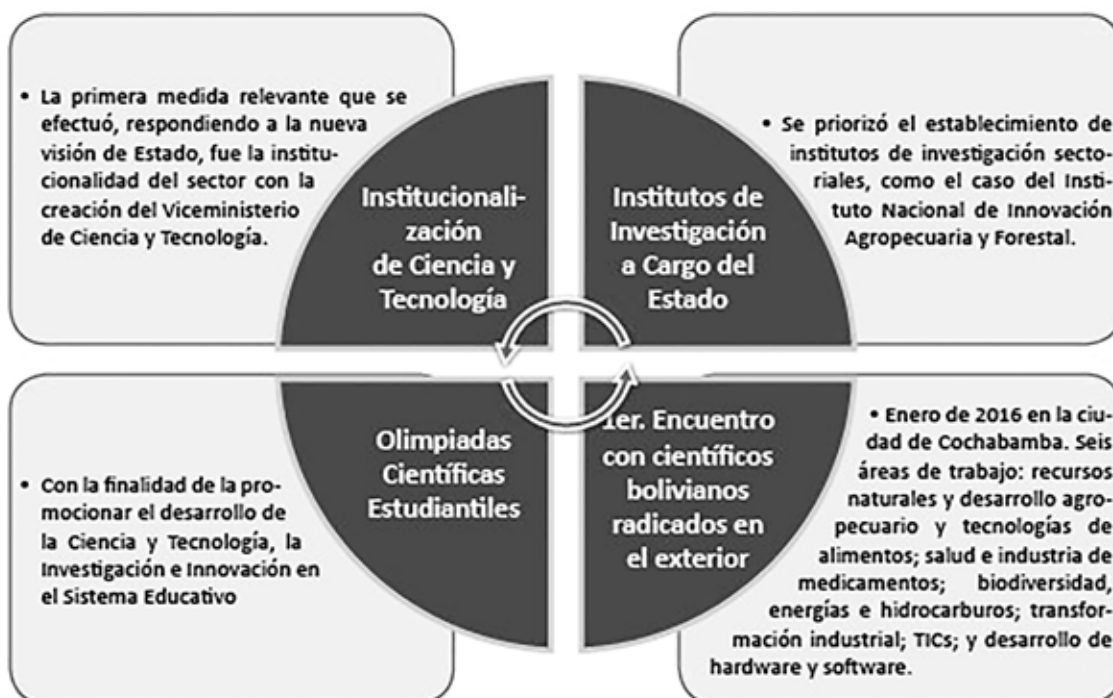 • La primera medida relevante que se
efectuó, respondiendo a la nueva
visión de Estado, fue la institu-
cionalidad del sector con la
creación del Viceministerio
de Ciencia y Tecnología.
Institucionali-
zación
de Ciencia y
Tecnología
Institutos de
Investigación
a Cargo del
Estado
• Se priorizó el establecimiento de
institutos de investigación secto-
riales, como el caso del Insti-
tuto Nacional de Innovación
Agropecuaria y Forestal.
• Con la finalidad de la pro-
mocionar el desarrollo de
la Ciencia y Tecnología, la
Investigación e Innovación en
el Sistema Educativo
Olimpiadas
Científicas
Estudiantiles
1er. Encuentro
con científicos
bolivianos
radicados en
el exterior
• Enero de 2016 en la ciu-
dad de Cochabamba. Seis
áreas de trabajo: recursos
naturales y desarrollo agro-
pecuario y tecnologías de
alimentos; salud e industria de
medicamentos; biodiversidad,
energías e hidrocarburos; transfor-
mación industrial; TICs; y desarrollo de
hardware y software.